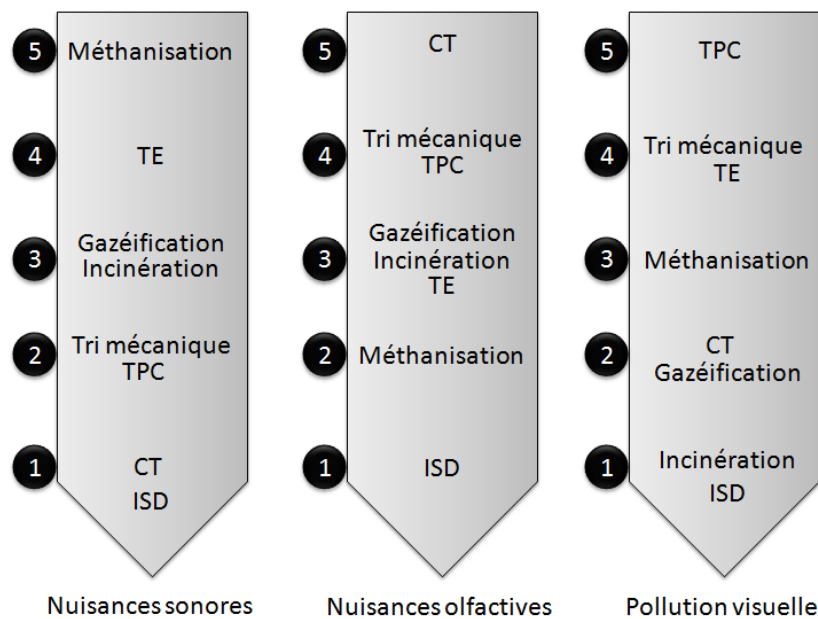 5
Méthanisation
4
TE
3
Gazéification
Incinération
2
Tri mécanique
TPC
1
CT
ISD
Nuisances sonores
5
CT
4
Tri mécanique
TPC
3
Gazéification
Incinération
TE
2
Méthanisation
1
ISD
Nuisances olfactives
5
TPC
4
Tri mécanique
TE
3
Méthanisation
2
CT
Gazéification
1
Incinération
ISD
Pollution visuelle